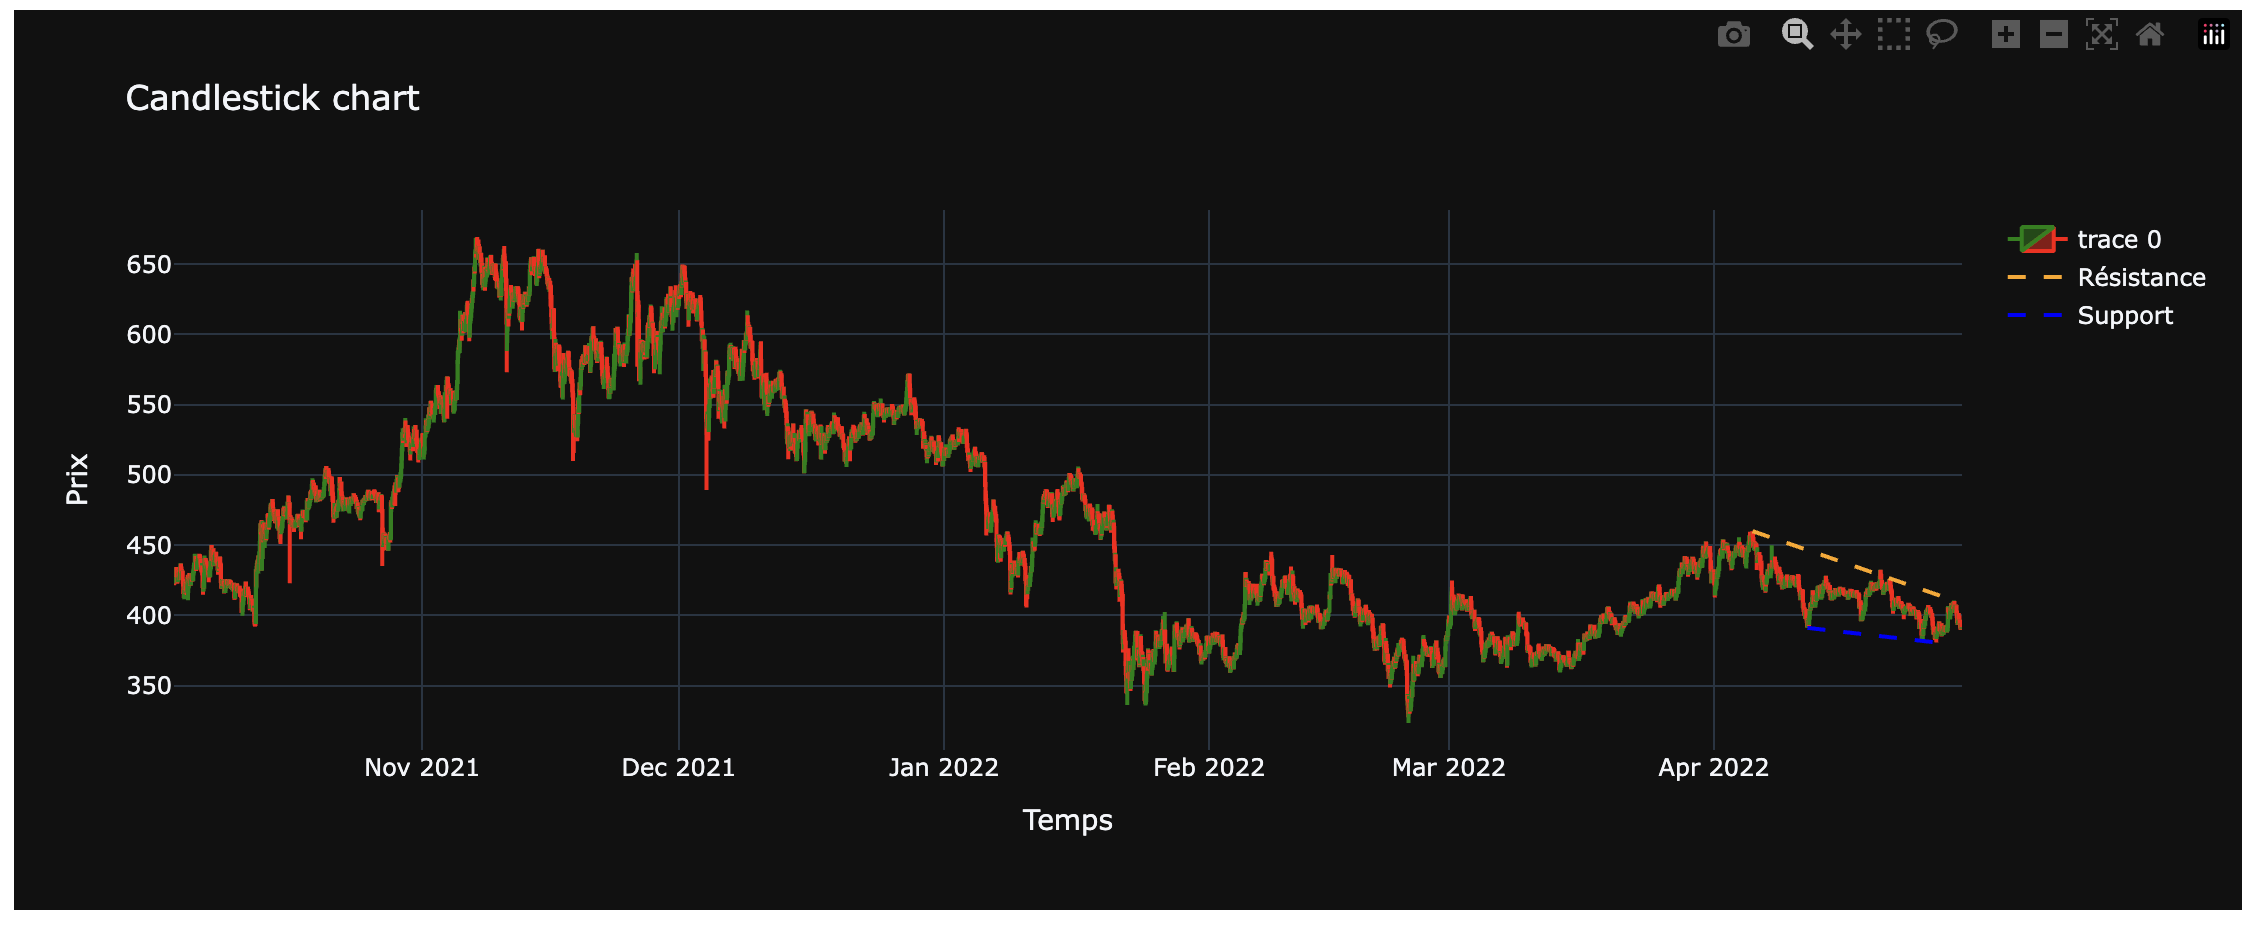 Candlestick chart
trace 0
Résistance
Support
650
600
550
500
450
400
350
Prix
Nov 2021
Dec 2021
Jan 2022
Feb 2022
Mar 2022
Apr 2022
Temps